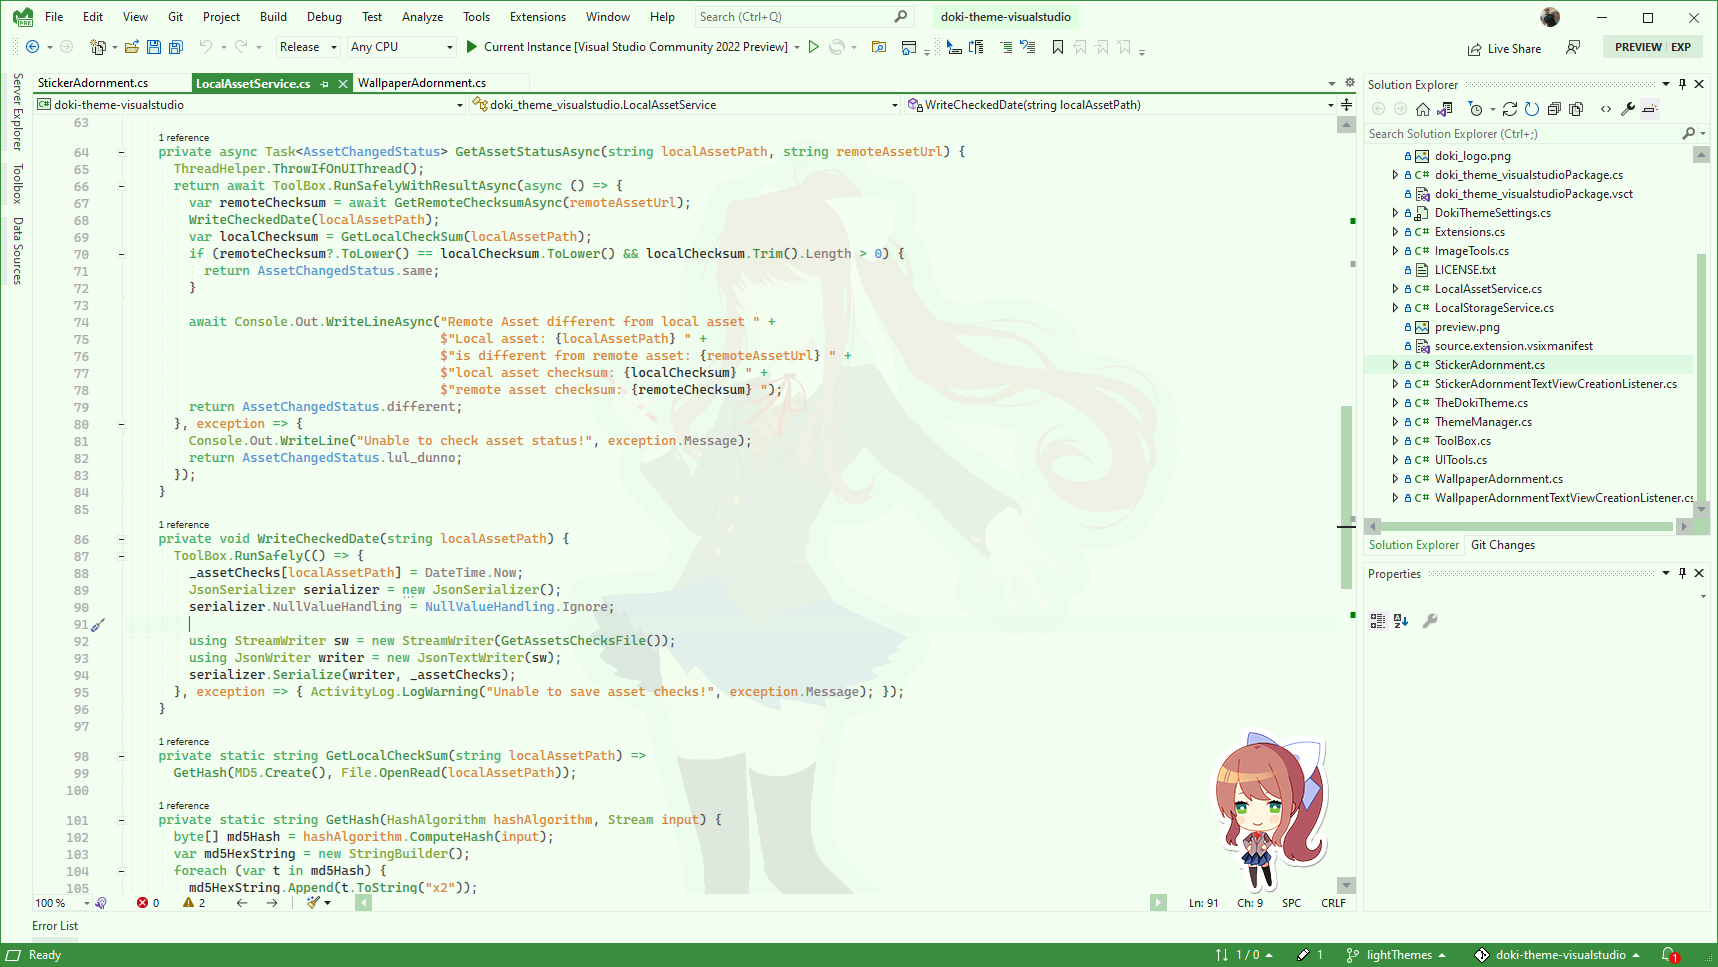 File Edit View Git Project Build Debug Test Analyze Tools Extensions Window Help Search (Ctrl+Q) doki-theme-visualstudio
Release Any CPU Current Instance [Visual Studio Community 2022 Preview] Live Share PREVIEW EXP
Server Explorer
Toolbox
Data Sources
StickerAdornment.cs LocalAssetService.cs WallpaperAdornment.cs
doki-theme-visualstudio doki_theme_visualstudio.LocalAssetService WriteCheckedDate(string localAssetPath)
63
1 reference
64 private async Task<AssetChangedStatus> GetAssetStatusAsync(string localAssetPath, string remoteAssetUrl) {
65 ThreadHelper.ThrowIfOnUIThread();
66 return await ToolBox.RunSafelyWithResultAsync(async () => {
67 var remoteChecksum = await GetRemoteChecksumAsync(remoteAssetUrl);
68 WriteCheckedDate(localAssetPath);
69 var localChecksum = GetLocalCheckSum(localAssetPath);
70 if (remoteChecksum?.ToLower() == localChecksum.ToLower() && localChecksum.Trim().Length > 0) {
71 return AssetChangedStatus.same;
72 }
73
74 await Console.Out.WriteLineAsync("Remote Asset different from local asset " +
75 $"Local asset: {localAssetPath} " +
76 $"is different from remote asset: {remoteAssetUrl} " +
77 $"local asset checksum: {localChecksum} " +
78 $"remote asset checksum: {remoteChecksum} ");
79 return AssetChangedStatus.different;
80 }, exception => {
81 Console.Out.WriteLine("Unable to check asset status!", exception.Message);
82 return AssetChangedStatus.lul_dunno;
83 });
84 }
85
1 reference
86 private void WriteCheckedDate(string localAssetPath) {
87 ToolBox.RunSafely(() => {
88 _assetChecks[localAssetPath] = DateTime.Now;
89 JsonSerializer serializer = new JsonSerializer();
90 serializer.NullValueHandling = NullValueHandling.Ignore;
91
92 using StreamWriter sw = new StreamWriter(GetAssetsChecksFile());
93 using JsonWriter writer = new JsonTextWriter(sw);
94 serializer.Serialize(writer, _assetChecks);
95 }, exception => { ActivityLog.LogWarning("Unable to save asset checks!", exception.Message); });
96 }
97
1 reference
98 private static string GetLocalCheckSum(string localAssetPath) =>
99 GetHash(MD5.Create(), File.OpenRead(localAssetPath));
100
1 reference
101 private static string GetHash(HashAlgorithm hashAlgorithm, Stream input) {
102 byte[] md5Hash = hashAlgorithm.ComputeHash(input);
103 var md5HexString = new StringBuilder();
104 foreach (var t in md5Hash) {
105 md5HexString.Append(t.ToString("x2"));
100 % 0 2 Ln: 91 Ch: 9 SPC CRLF
Error List
Solution Explorer
Search Solution Explorer (Ctrl+;)
doki_logo.png
C# doki_theme_visualstudioPackage.cs
doki_theme_visualstudioPackage.vsct
DokiThemeSettings.cs
C# Extensions.cs
C# ImageTools.cs
LICENSE.txt
C# LocalAssetService.cs
C# LocalStorageService.cs
preview.png
source.extension.vsixmanifest
C# StickerAdornment.cs
C# StickerAdornmentTextViewCreationListener.cs
C# TheDokiTheme.cs
C# ThemeManager.cs
C# ToolBox.cs
C# UITools.cs
C# WallpaperAdornment.cs
C# WallpaperAdornmentTextViewCreationListener.cs
Solution Explorer Git Changes
Properties
Ready 1 / 0 1 lightThemes doki-theme-visualstudio 1